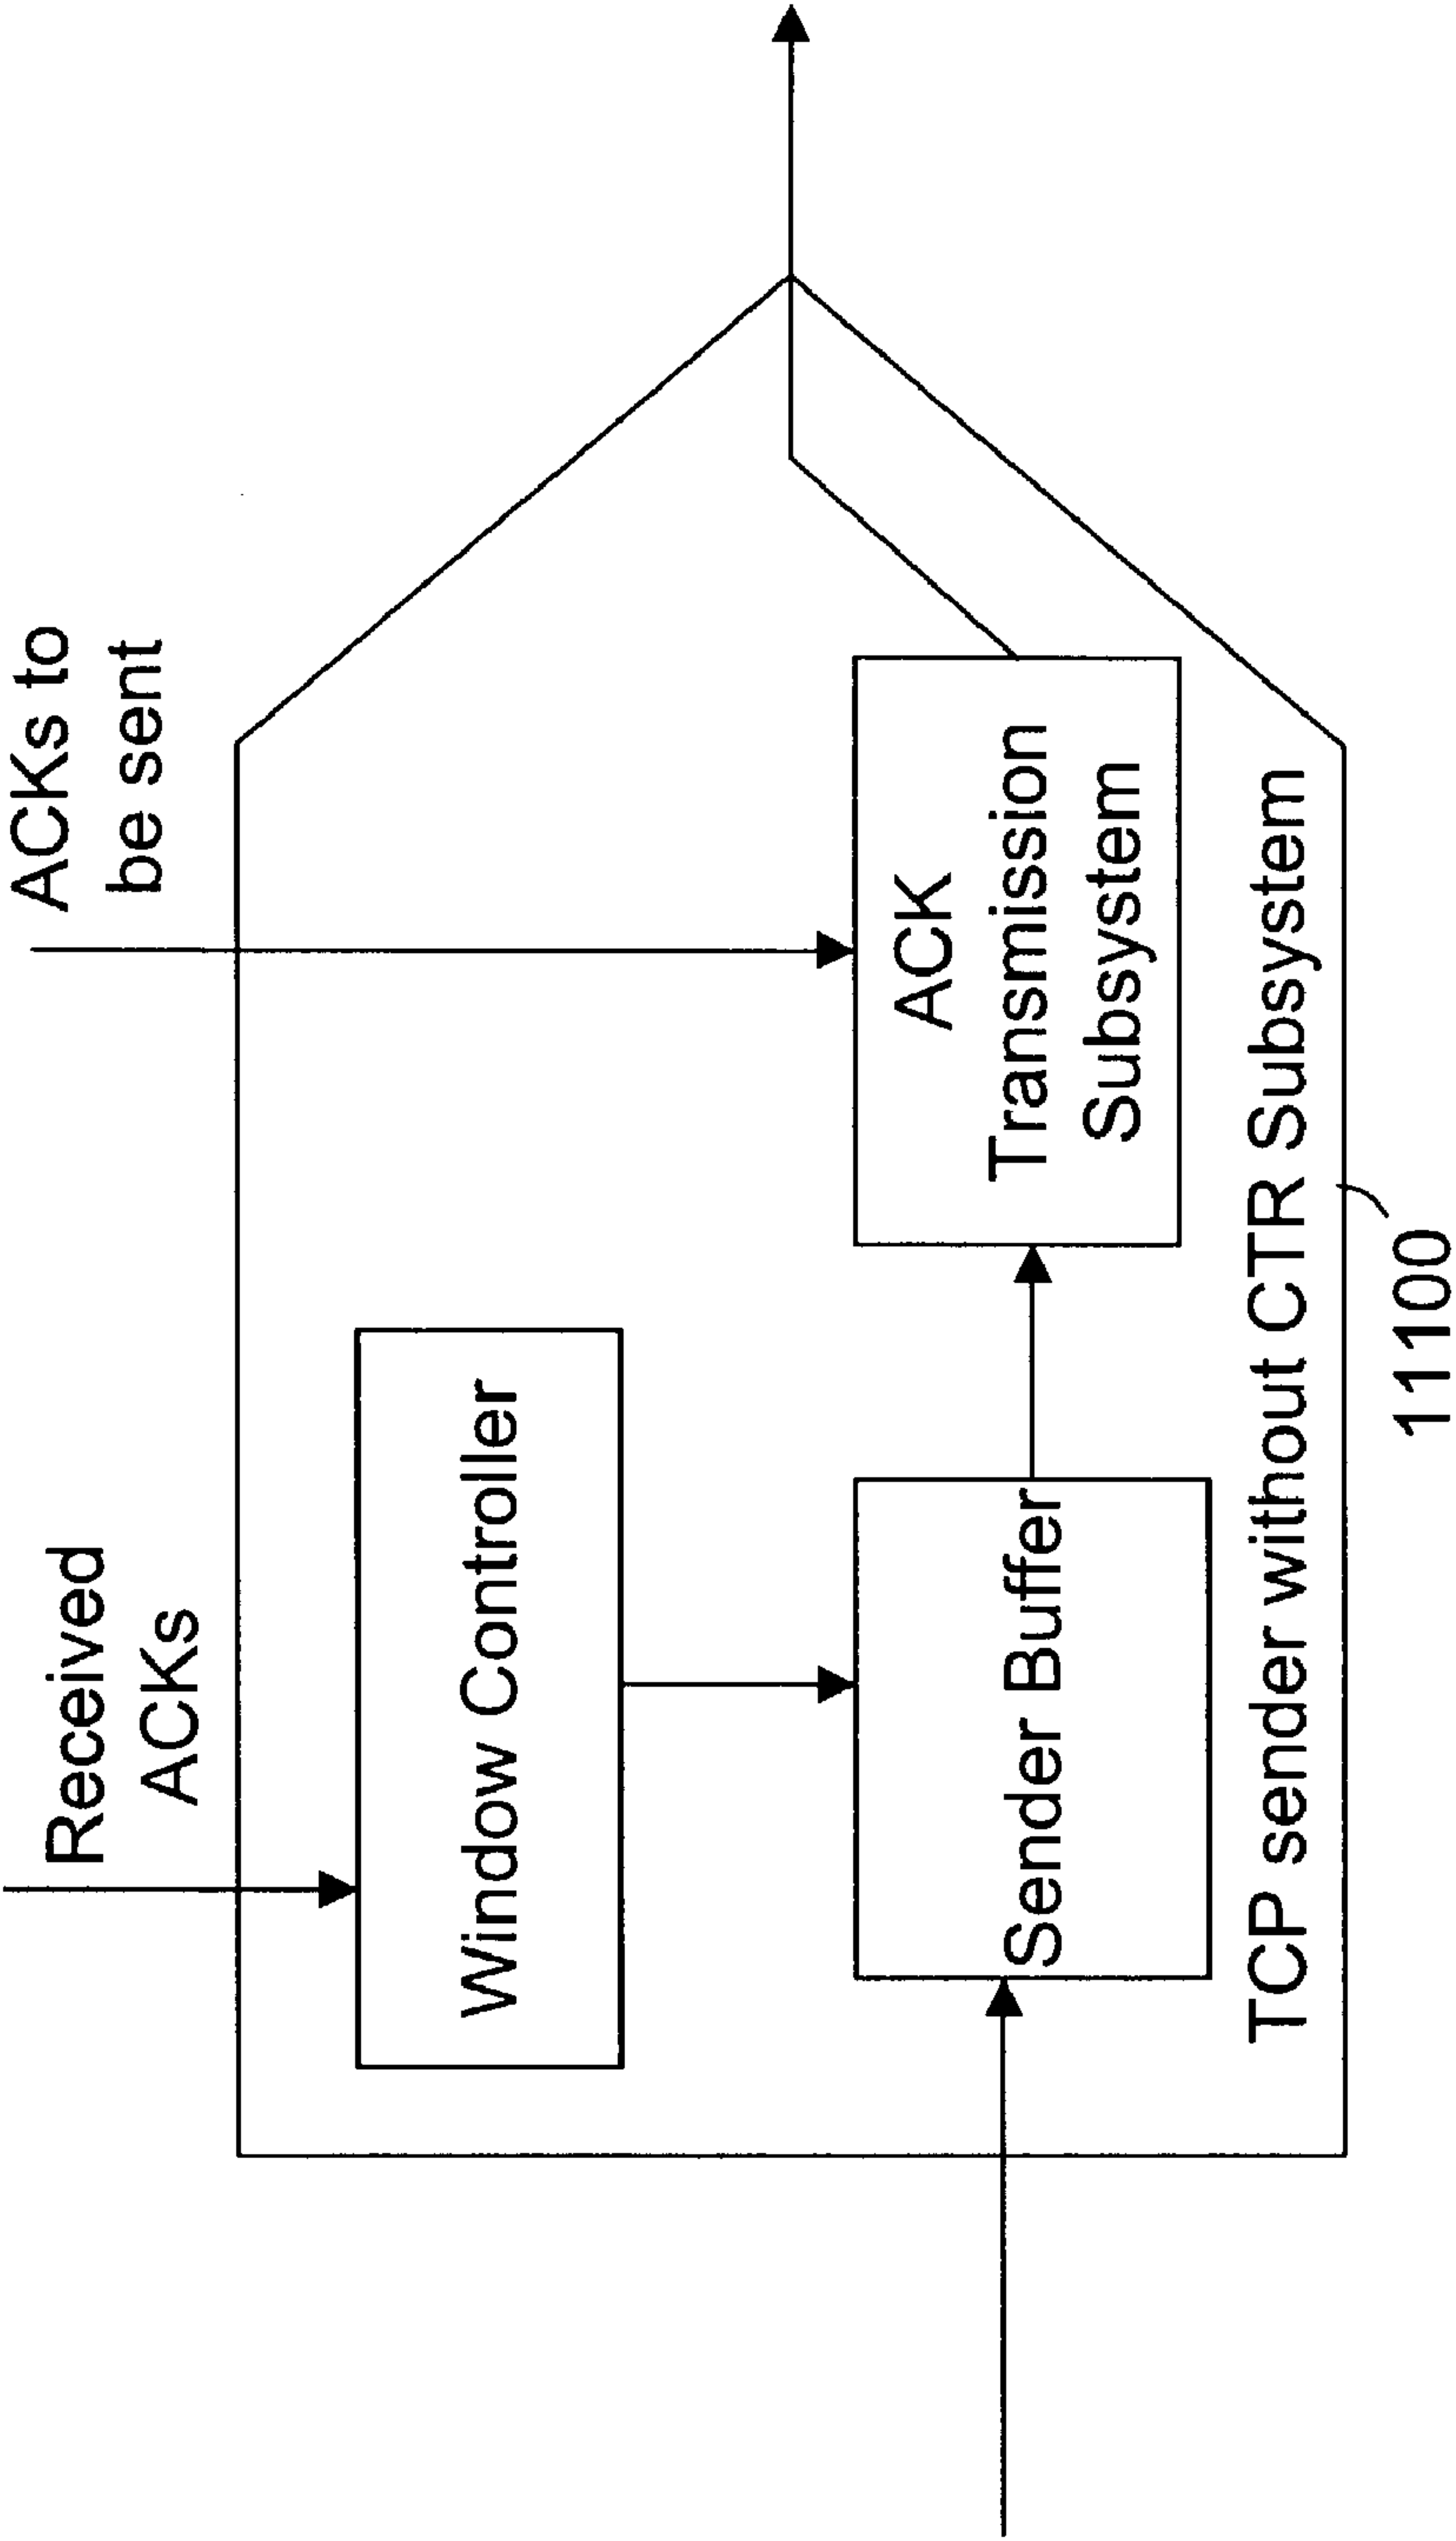 Received
ACKs
ACKs to
be sent
Window Controller
Sender Buffer
ACK
Transmission
Subsystem
TCP sender without CTR Subsystem
11100